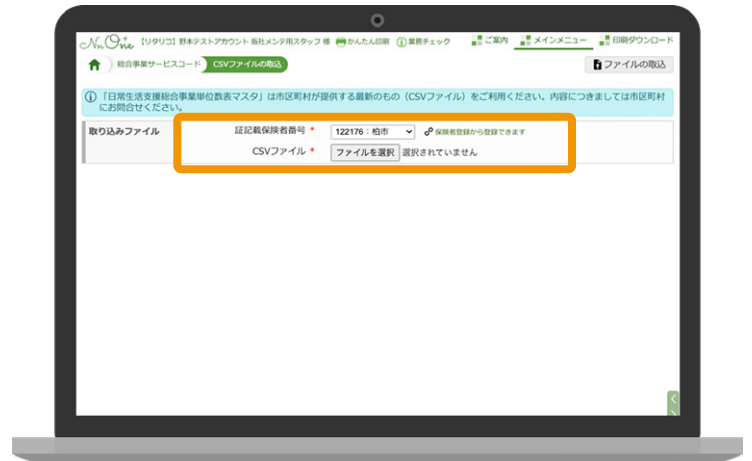 NnOne 【リタリコ】野本テストアカウント 販社メンテ用スタッフ 様 かんたん印刷 業務チェック ご案内 メインメニュー 印刷ダウンロード
総合事業サービスコード CSVファイルの取込 ファイルの取込
「日常生活支援総合事業単位数表マスタ」は市区町村が提供する最新のもの（CSVファイル）をご利用ください。内容につきましては市区町村
にお問合せください。
取り込みファイル 証記載保険者番号 * 122176：柏市 保険者登録から登録できます
CSVファイル * ファイルを選択 選択されていません